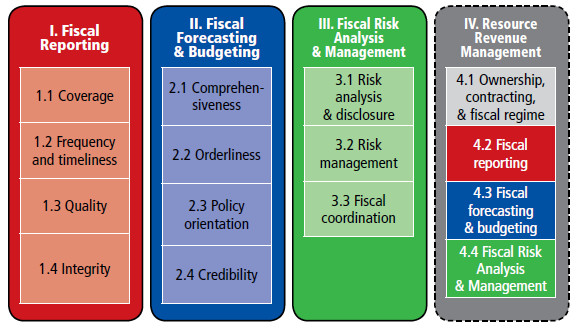 I. Fiscal
Reporting
1.1 Coverage
1.2 Frequency
and timeliness
1.3 Quality
1.4 Integrity
II. Fiscal
Forecasting
& Budgeting
2.1 Comprehen-
siveness
2.2 Orderliness
2.3 Policy
orientation
2.4 Credibility
III. Fiscal Risk
Analysis
& Management
3.1 Risk
analysis
& disclosure
3.2 Risk
management
3.3 Fiscal
coordination
IV. Resource
Revenue
Management
4.1 Ownership,
contracting,
& fiscal regime
4.2 Fiscal
reporting
4.3 Fiscal
forecasting
& budgeting
4.4 Fiscal Risk
Analysis
& Management